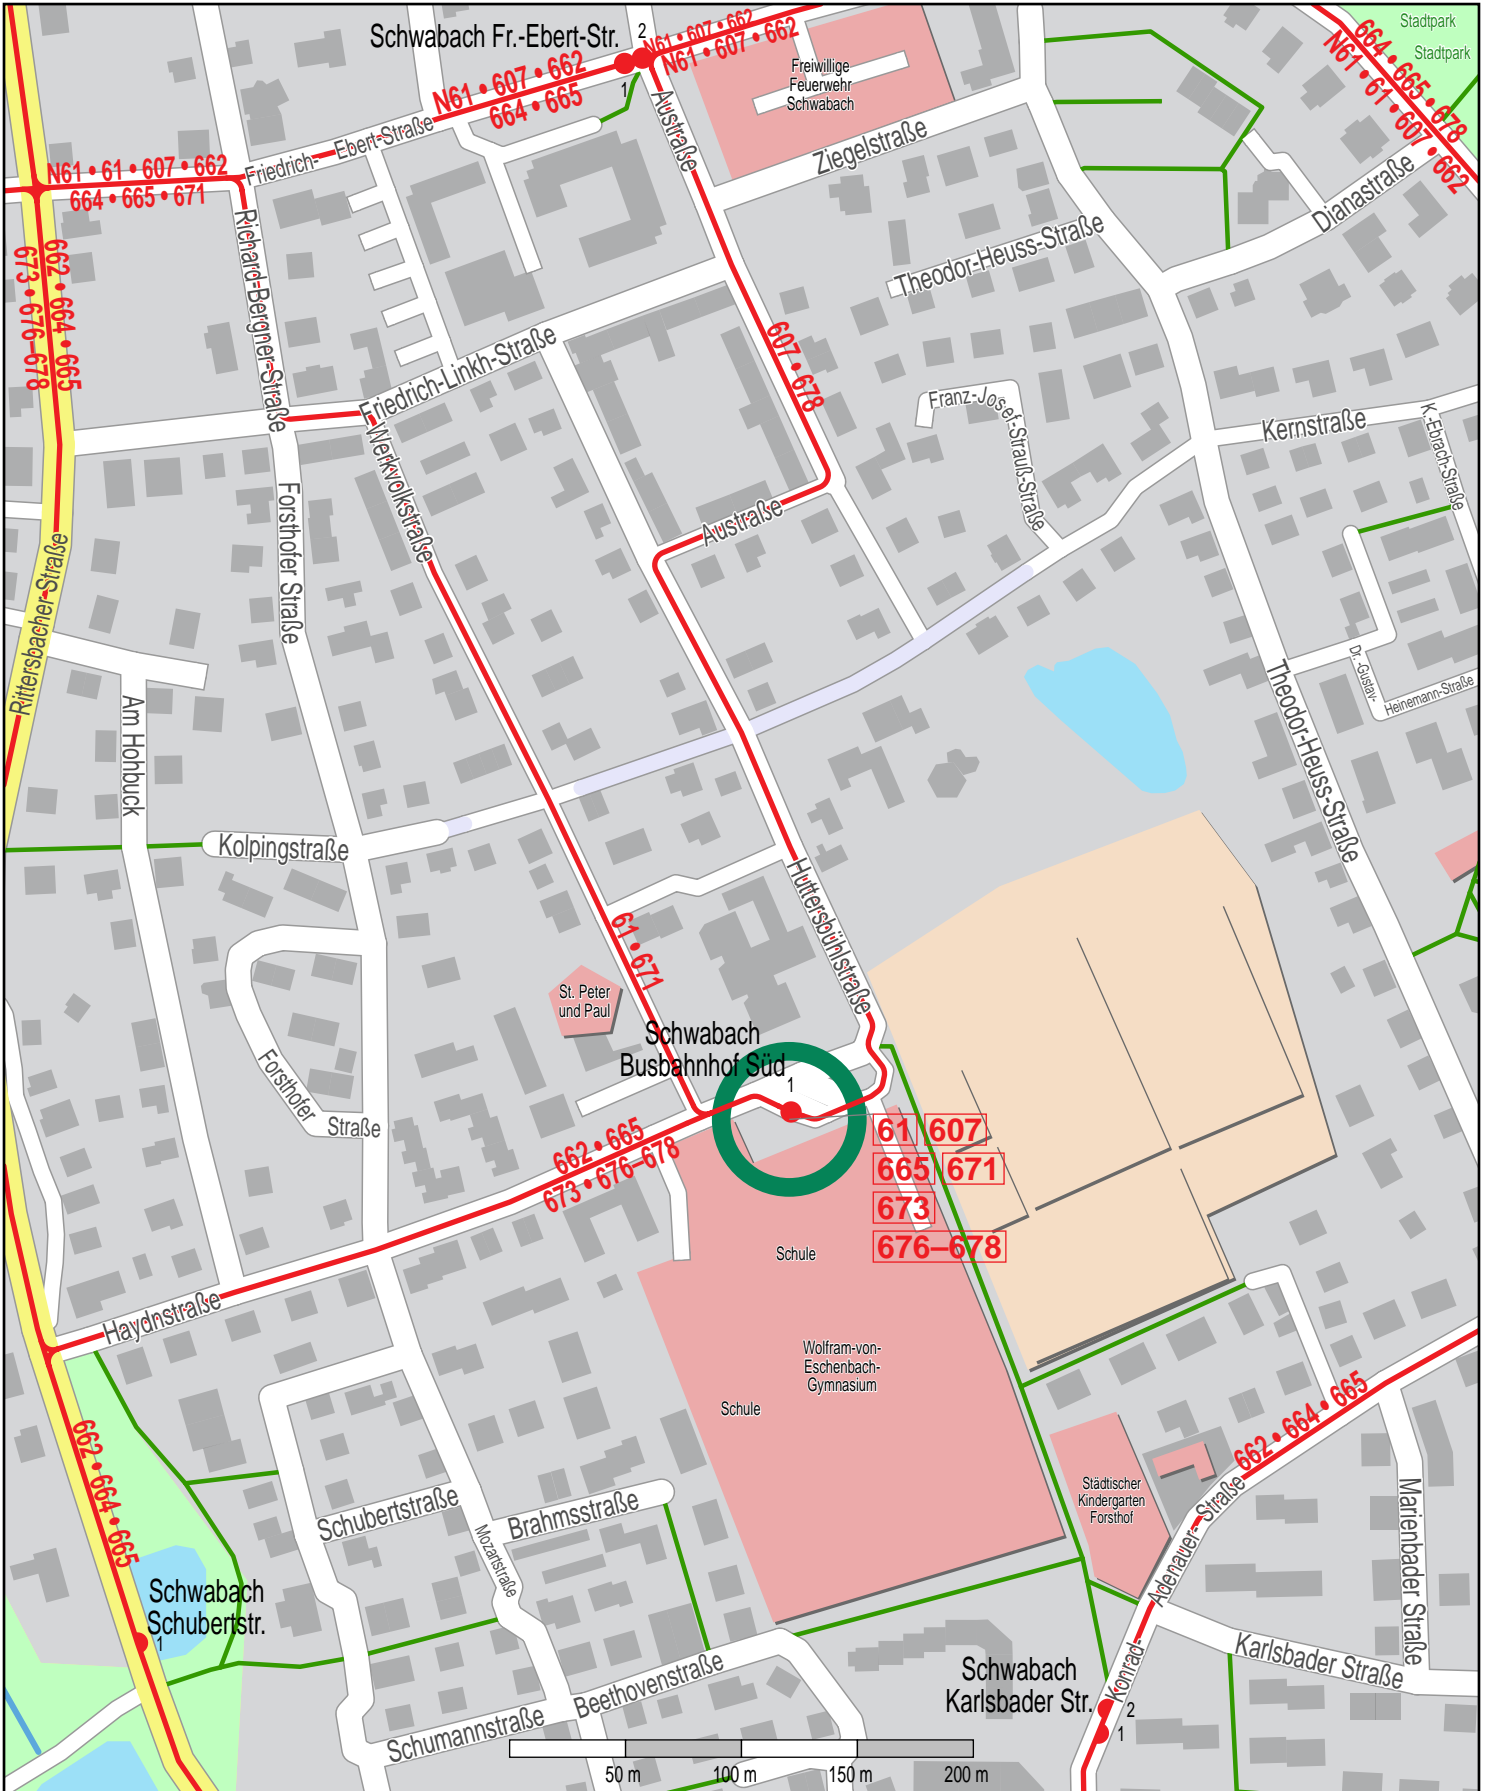 Schwabach Fr.-Ebert-Str.
2
1
N61 • 607 • 662
N61 • 607 • 662
N61 • 607 • 662
664 • 665
Freiwillige
Feuerwehr
Schwabach
Stadtpark
Stadtpark
664 • 665 • 678
N61 • 61 • 607 • 662
N61 • 61 • 607 • 662
664 • 665 • 671
Friedrich-
Ebert-Straße
Austraße
Ziegelstraße
Dianastraße
Theodor-Heuss-Straße
662 • 664 • 665
673 • 676–678
Richard-Bergner-Straße
Friedrich-Linkh-Straße
607 • 678
Franz-Josef-Strauß-Straße
Kernstraße
K.-Ebrach-Straße
Werkvolkstraße
Forsthofer Straße
Austraße
Rittersbacher-Straße
Am Hohbuck
Dr.-Gustav-
Heinemann-Straße
Theodor-Heuss-Straße
Kolpingstraße
Huttersbühlstraße
61 • 671
St. Peter
und Paul
Schwabach
Busbahnhof Süd
1
Forsthofer
Straße
61 607
665 671
673
676–678
662 • 665
673 • 676–678
Schule
Haydnstraße
Wolfram-von-
Eschenbach-
Gymnasium
Schule
662 • 664 • 665
662 • 664 • 665
Städtischer
Kindergarten
Forsthof
Schubertstraße
Brahmsstraße
Mozartstraße
Adenauer- Straße
Marienbader Straße
Schwabach
Schubertstr.
1
Karlsbader Straße
Konrad-
Schwabach
Karlsbader Str.
2
1
Beethovenstraße
Schumannstraße
50 m
100 m
150 m
200 m